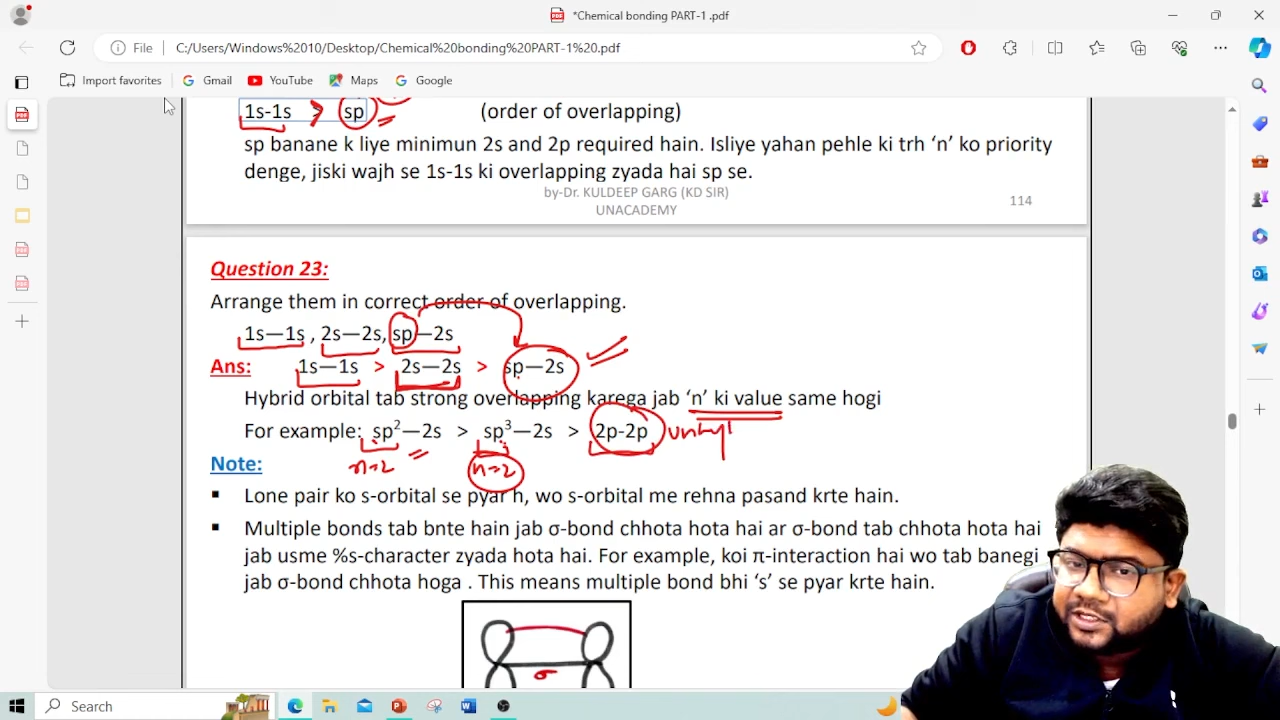 *Chemical bonding PART-1 .pdf
File
C:/Users/Windows%2010/Desktop/Chemical%20bonding%20PART-1%20.pdf
Import favorites
Gmail
YouTube
Maps
Google
1s-1s > sp (order of overlapping)
sp banane k liye minimun 2s and 2p required hain. Isliye yahan pehle ki trh ‘n’ ko priority
denge, jiski wajh se 1s-1s ki overlapping zyada hai sp se.
by-Dr. KULDEEP GARG (KD SIR)
UNACADEMY
114
Question 23:
Arrange them in correct order of overlapping.
1s—1s , 2s—2s, sp—2s
Ans: 1s—1s > 2s—2s > sp—2s
Hybrid orbital tab strong overlapping karega jab ‘n’ ki value same hogi
For example: sp²—2s > sp³—2s > 2p-2p
n=2 n=2
Note:
▪ Lone pair ko s-orbital se pyar h, wo s-orbital me rehna pasand krte hain.
▪ Multiple bonds tab bnte hain jab σ-bond chhota hota hai ar σ-bond tab chhota hota hai
jab usme %s-character zyada hota hai. For example, koi π-interaction hai wo tab banegi
jab σ-bond chhota hoga . This means multiple bond bhi ‘s’ se pyar krte hain.
σ
Search